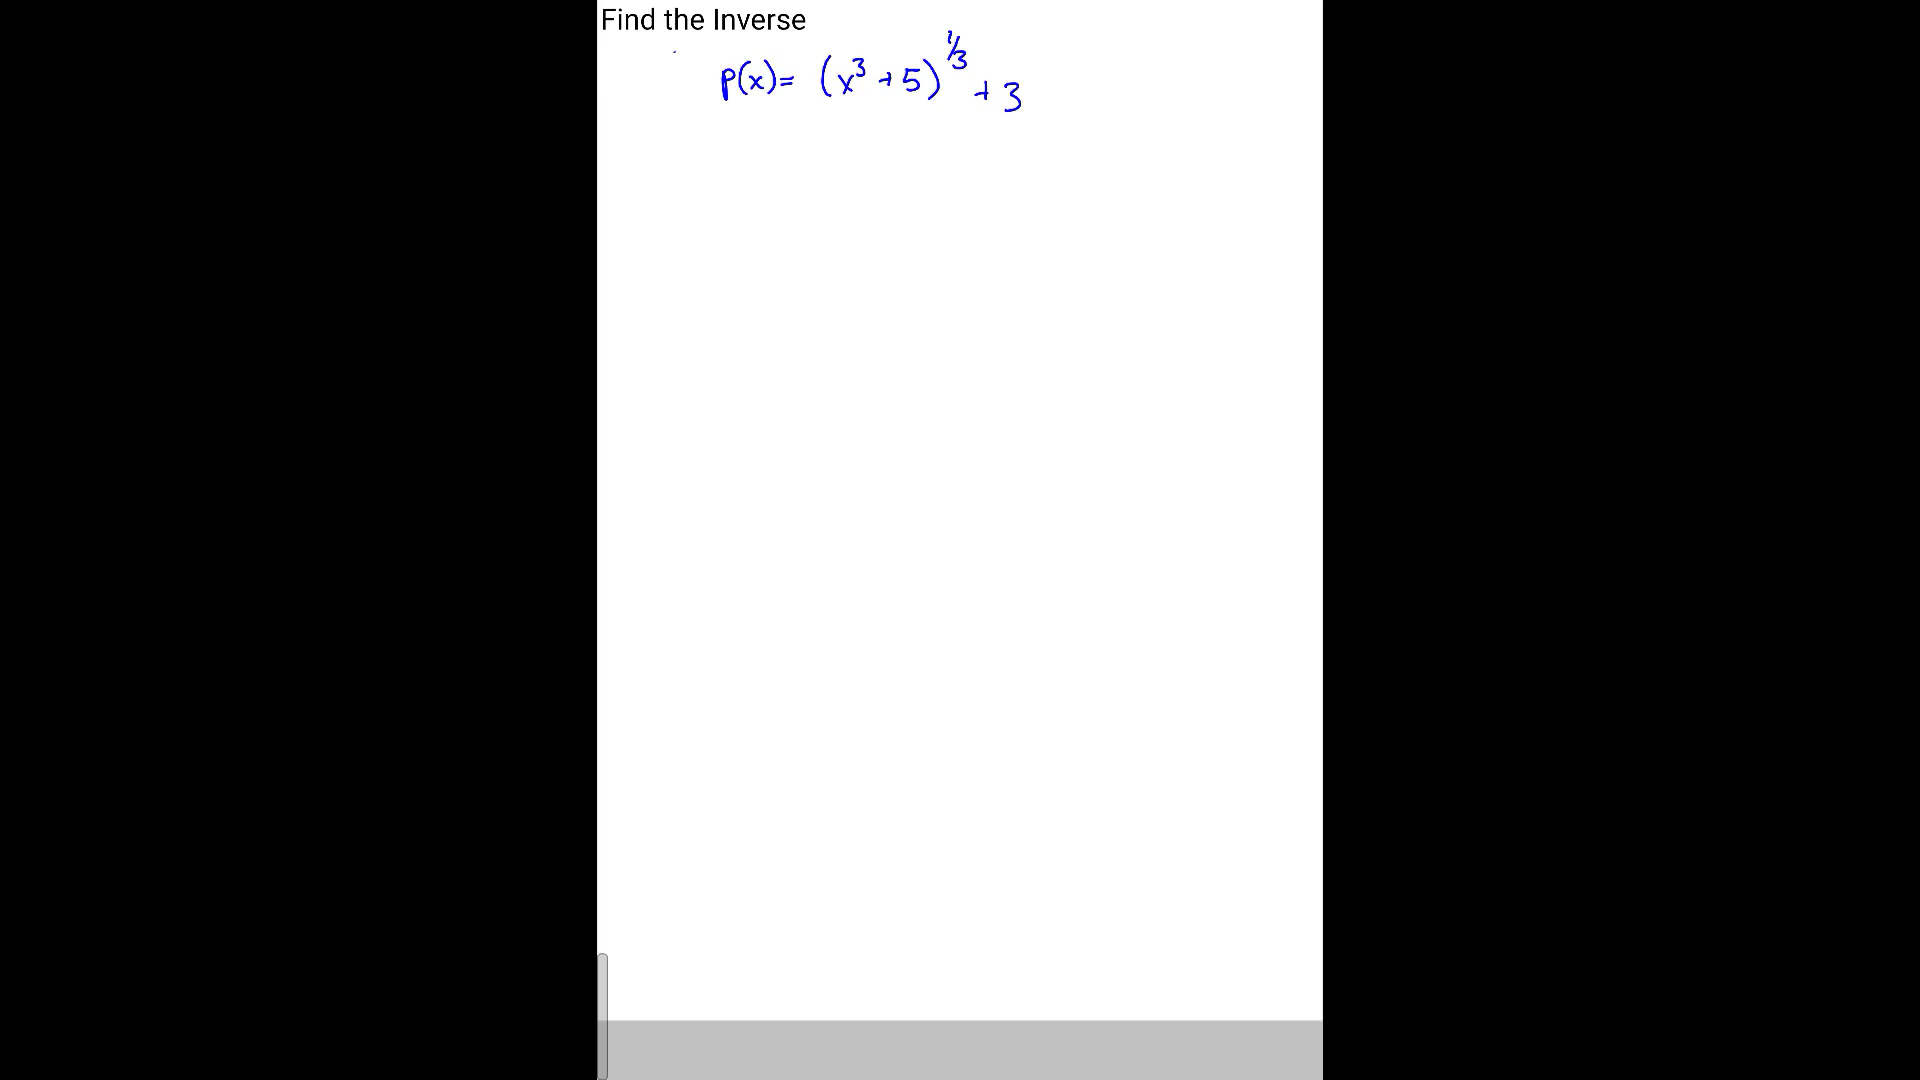 Find the Inverse
p(x)= (x³ +5)^1/3 +3